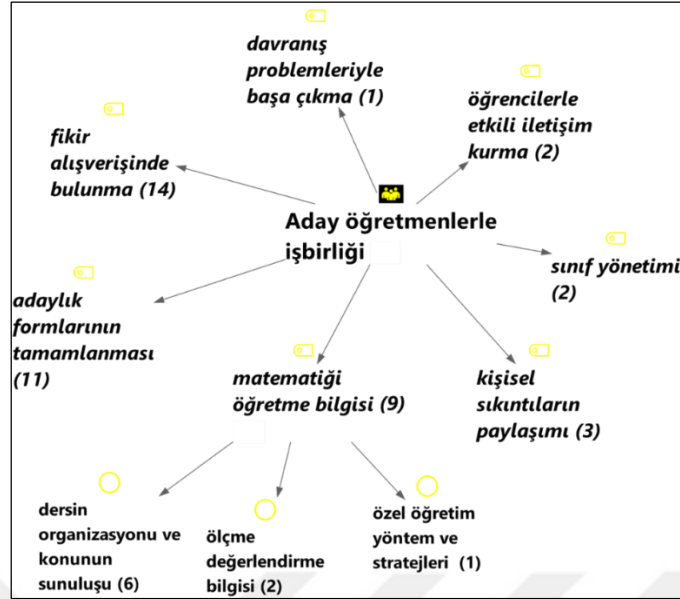 davranış
problemleriyle
başa çıkma (1)
öğrencilerle
etkili iletişim
kurma (2)
fikir
alışverişinde
bulunma (14)
Aday öğretmenlerle
işbirliği
sınıf yönetimi
(2)
adaylık
formlarının
tamamlanması
(11)
matematiği
öğretme bilgisi (9)
kişisel
sıkıntıların
paylaşımı (3)
dersin
organizasyonu ve
konunun
sunuluşu (6)
ölçme
değerlendirme
bilgisi (2)
özel öğretim
yöntem ve
stratejleri (1)